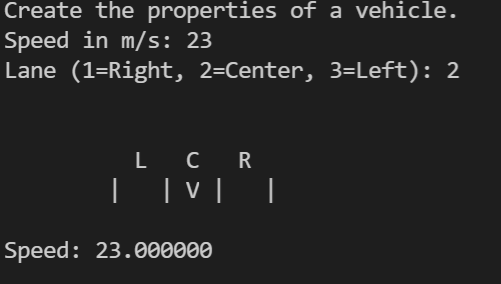 Create the properties of a vehicle.
Speed in m/s: 23
Lane (1=Right, 2=Center, 3=Left): 2
L C R
|   | V |   |
Speed: 23.000000